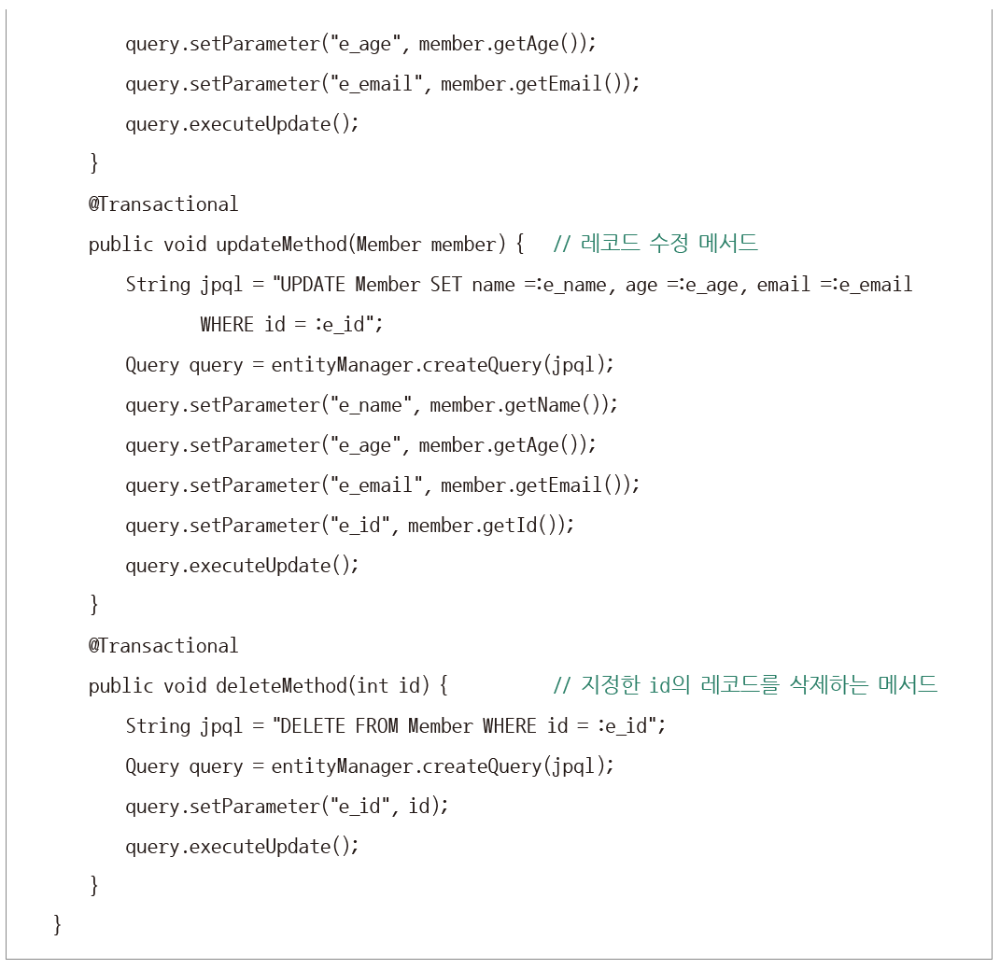 query.setParameter("e_age", member.getAge());
query.setParameter("e_email", member.getEmail());
query.executeUpdate();
}
@Transactional
public void updateMethod(Member member) { // 레코드 수정 메서드
String jpql = "UPDATE Member SET name =:e_name, age =:e_age, email =:e_email
WHERE id = :e_id";
Query query = entityManager.createQuery(jpql);
query.setParameter("e_name", member.getName());
query.setParameter("e_age", member.getAge());
query.setParameter("e_email", member.getEmail());
query.setParameter("e_id", member.getId());
query.executeUpdate();
}
@Transactional
public void deleteMethod(int id) { // 지정한 id의 레코드를 삭제하는 메서드
String jpql = "DELETE FROM Member WHERE id = :e_id";
Query query = entityManager.createQuery(jpql);
query.setParameter("e_id", id);
query.executeUpdate();
}
}